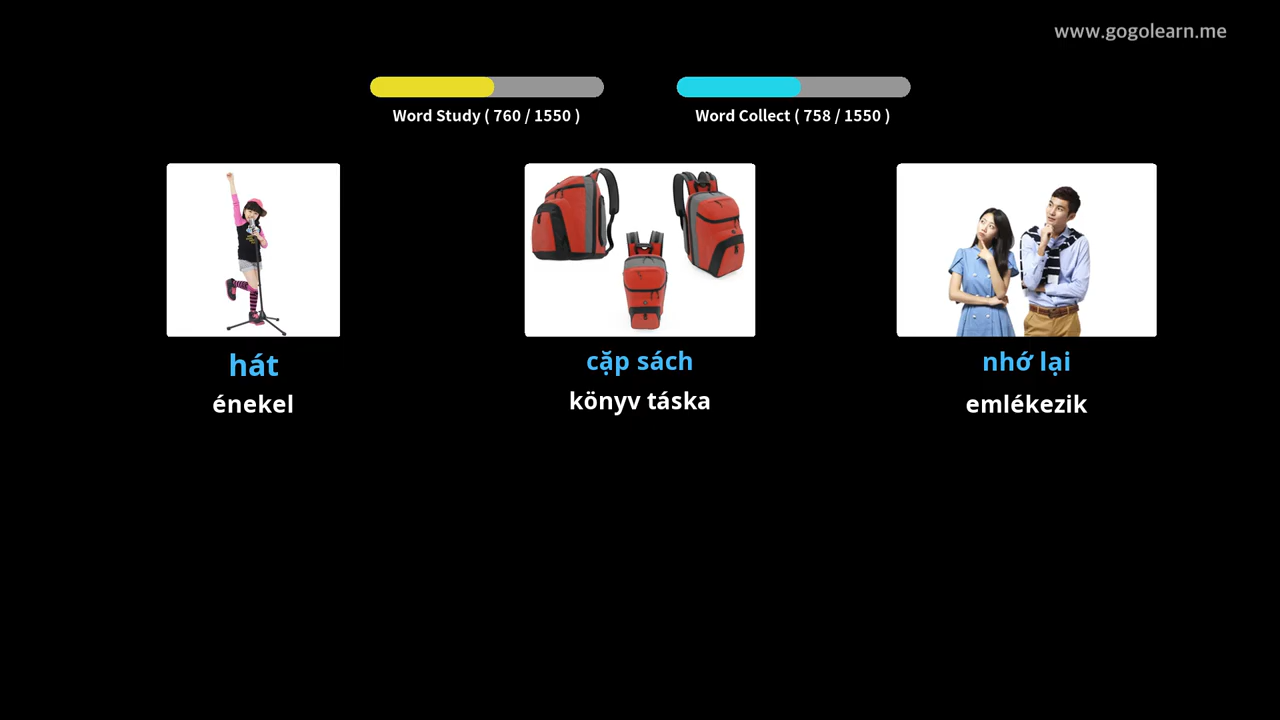 www.gogolearn.me
Word Study ( 760 / 1550 )
Word Collect ( 758 / 1550 )
hát
cặp sách
nhớ lại
énekel
könyv táska
emlékezik